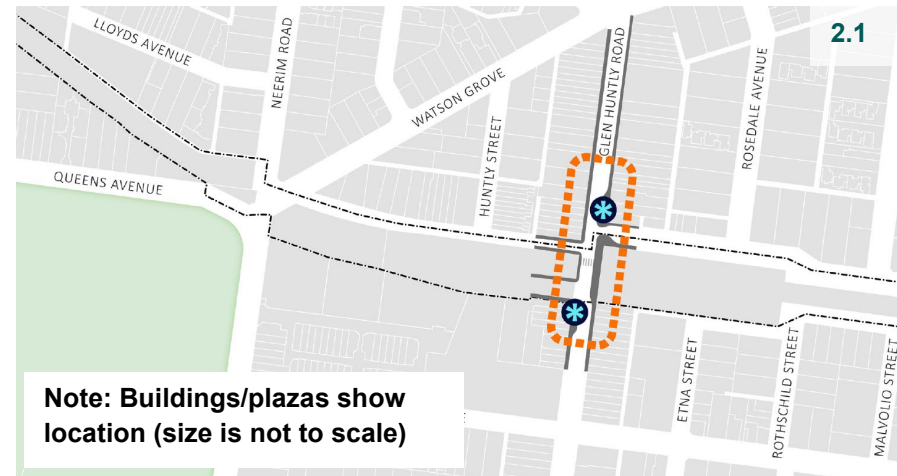 2.1
LLOYDS AVENUE
NEERIM ROAD
WATSON GROVE
GLEN HUNTLY ROAD
ROSEDALE AVENUE
QUEENS AVENUE
HUNTLY STREET
ETNA STREET
ROTHSCHILD STREET
MALVOLIO STREET
Note: Buildings/plazas show
location (size is not to scale)